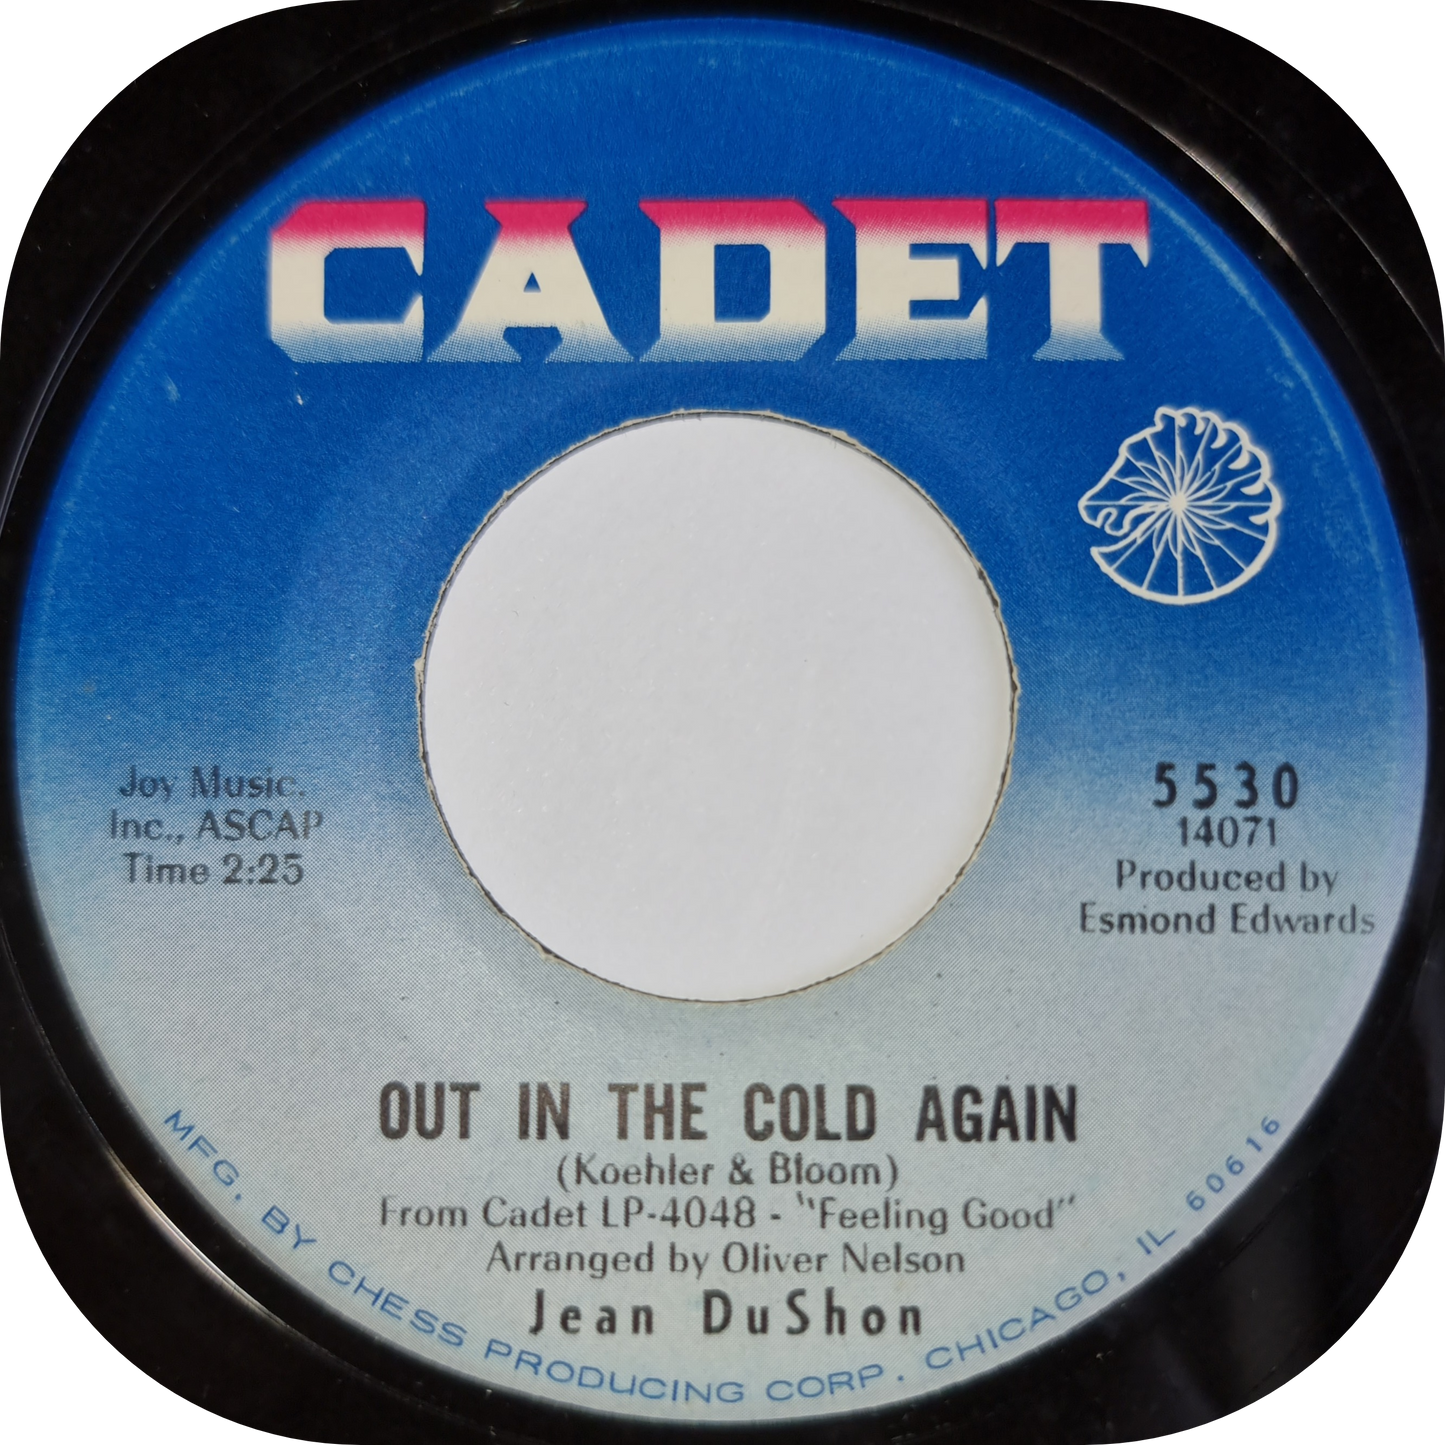 CADET
Joy Music,
Inc., ASCAP
Time 2:25
5530
14071
Produced by
Esmond Edwards
OUT IN THE COLD AGAIN
(Koehler & Bloom)
From Cadet LP-4048 - "Feeling Good"
Arranged by Oliver Nelson
Jean DuShon
MFG. BY CHESS PRODUCING CORP. CHICAGO, IL 60616